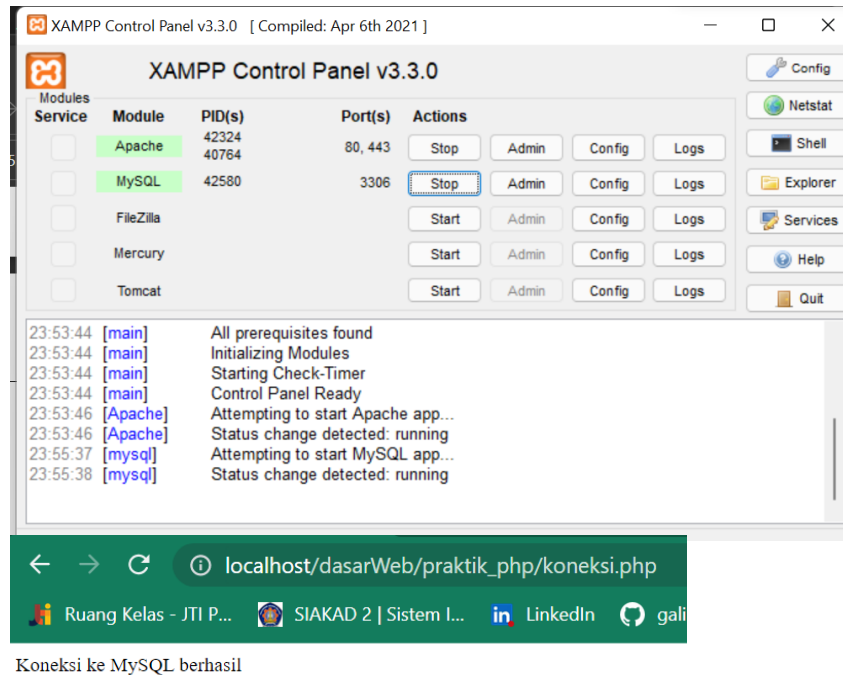 XAMPP Control Panel v3.3.0 [ Compiled: Apr 6th 2021 ]
XAMPP Control Panel v3.3.0
Config
Modules
Service Module PID(s) Port(s) Actions
Netstat
Apache 42324 40764 80, 443 Stop Admin Config Logs
Shell
MySQL 42580 3306 Stop Admin Config Logs
Explorer
FileZilla Start Admin Config Logs
Services
Mercury Start Admin Config Logs
Help
Tomcat Start Admin Config Logs
Quit
23:53:44 [main] All prerequisites found
23:53:44 [main] Initializing Modules
23:53:44 [main] Starting Check-Timer
23:53:44 [main] Control Panel Ready
23:53:46 [Apache] Attempting to start Apache app...
23:53:46 [Apache] Status change detected: running
23:55:37 [mysql] Attempting to start MySQL app...
23:55:38 [mysql] Status change detected: running
localhost/dasarWeb/praktik_php/koneksi.php
Ruang Kelas - JTI P... SIAKAD 2 | Sistem I... LinkedIn gali
Koneksi ke MySQL berhasil